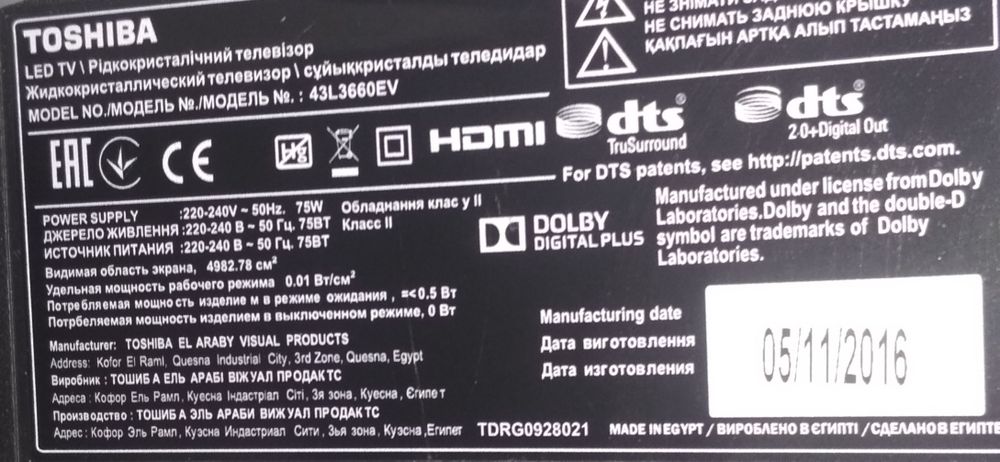 TOSHIBA
LED TV \ Рідкокристалічний телевізор
Жидкокристаллический телевизор \ сұйыққристалды теледидар
MODEL NO./МОДЕЛЬ №./МОДЕЛЬ №. : 43L3660EV
НЕ СНИМАТЬ ЗАДНЮЮ КРЫШКУ
ҚАҚПАҒЫН АРТҚА АЛЫП ТАСТАМАҢЫЗ
EAC CE Hg HDMI
dts TruSurround
dts 2.0+Digital Out
For DTS patents, see http://patents.dts.com.
POWER SUPPLY :220-240V ~ 50Hz. 75W Обладнання клас у II
ДЖЕРЕЛО ЖИВЛЕННЯ :220-240 В ~ 50 Гц. 75ВТ Класс II
ИСТОЧНИК ПИТАНИЯ :220-240 В ~ 50 Гц. 75ВТ
Видимая область экрана, 4982.78 см²
Удельная мощность рабочего режима 0.01 Вт/см²
Потребляемая мощность изделием в режиме ожидания , =<0.5 Вт
Потребляемая мощность изделием в выключенном режиме, 0 Вт
DOLBY
DIGITAL PLUS
Manufactured under license from Dolby
Laboratories.Dolby and the double-D
symbol are trademarks of Dolby
Laboratories.
Manufacturer: TOSHIBA EL ARABY VISUAL PRODUCTS
Address: Kofor El Raml, Quesna Industrial City, 3rd Zone, Quesna, Egypt
Виробник : ТОШИБА ЕЛЬ АРАБІ ВІЖУАЛ ПРОДАКТС
Адреса : Кофор Ель Рамл, Куесна Індастріал Сіті, 3я Зона, Куесна, Єгипет
Производство : ТОШИБА ЭЛЬ АРАБИ ВИЖУАЛ ПРОДАКТС
Адрес : Кофор Эль Рамл, Куэсна Индастриал Сити, 3ья зона, Куэсна,Египет
Manufacturing date
Дата виготовлення
Дата изготовления
05/11/2016
TDRG0928021
MADE IN EGYPT / ВИРОБЛЕНО В ЄГИПТІ / СДЕЛАНО В ЕГИПТЕ